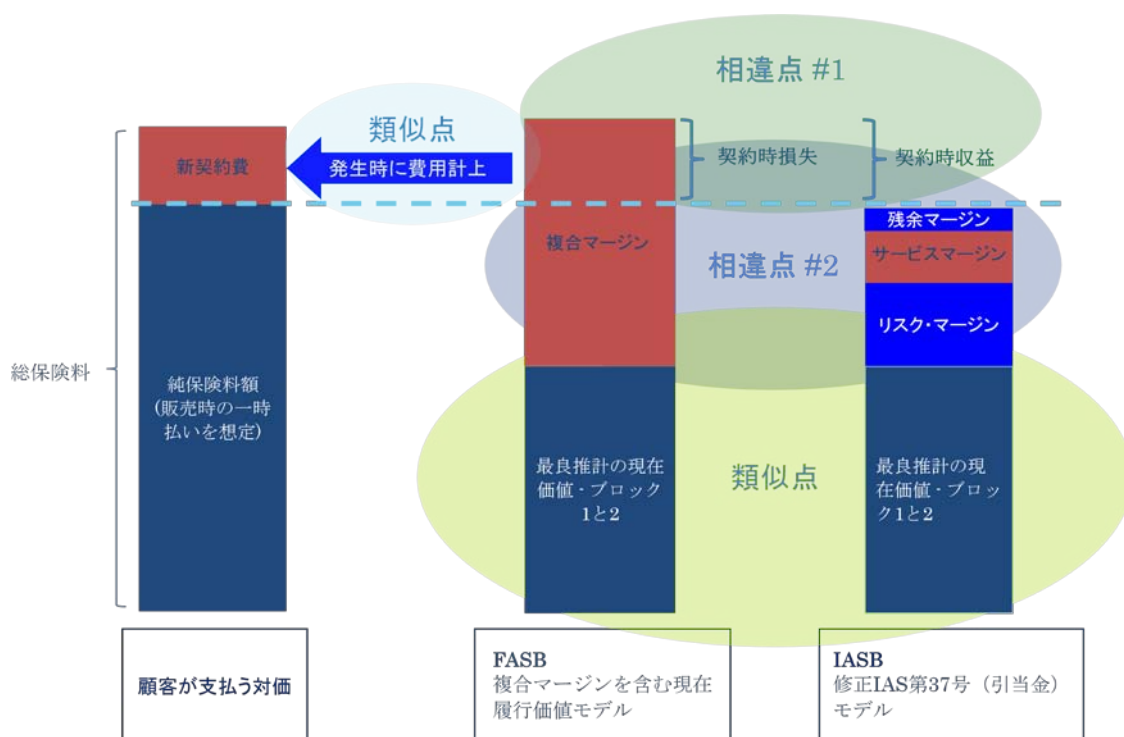 相違点 #1
類似点
新契約費
発生時に費用計上
契約時損失
契約時収益
残余マージン
複合マージン
サービスマージン
相違点 #2
リスク・マージン
総保険料
純保険料額
(販売時の一時
払いを想定)
最良推計の現在
価値 - ブロック
1と2
類似点
最良推計の現
在価値 - ブロッ
ク1と2
顧客が支払う対価
FASB
複合マージンを含む現在
履行価値モデル
IASB
修正IAS第37号（引当金）
モデル